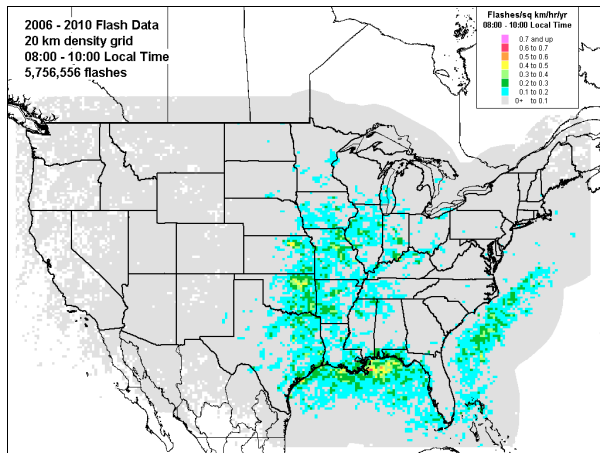 2006 - 2010 Flash Data
20 km density grid
08:00 - 10:00 Local Time
5,756,556 flashes
Flashes/sq km/hr/yr
08:00 - 10:00 Local Time
0.7 and up
0.6 to 0.7
0.5 to 0.6
0.4 to 0.5
0.3 to 0.4
0.2 to 0.3
0.1 to 0.2
0+ to 0.1